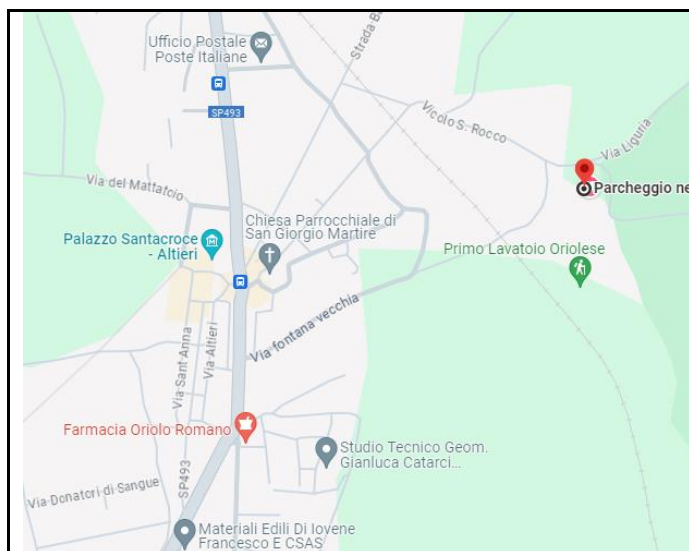 Ufficio Postale
Poste Italiane
Strada B
SP493
Vicolo S. Rocco
Via Liguria
Parcheggio ne
Via del Mattatoio
Chiesa Parrocchiale di
San Giorgio Martire
Palazzo Santacroce
- Altieri
Primo Lavatoio Oriolese
Via fontana vecchia
Via Sant'Anna
Via Altieri
Farmacia Oriolo Romano
Studio Tecnico Geom.
Gianluca Catarci...
SP493
Via Donatori di Sangue
Materiali Edili Di Iovene
Francesco E CSAS